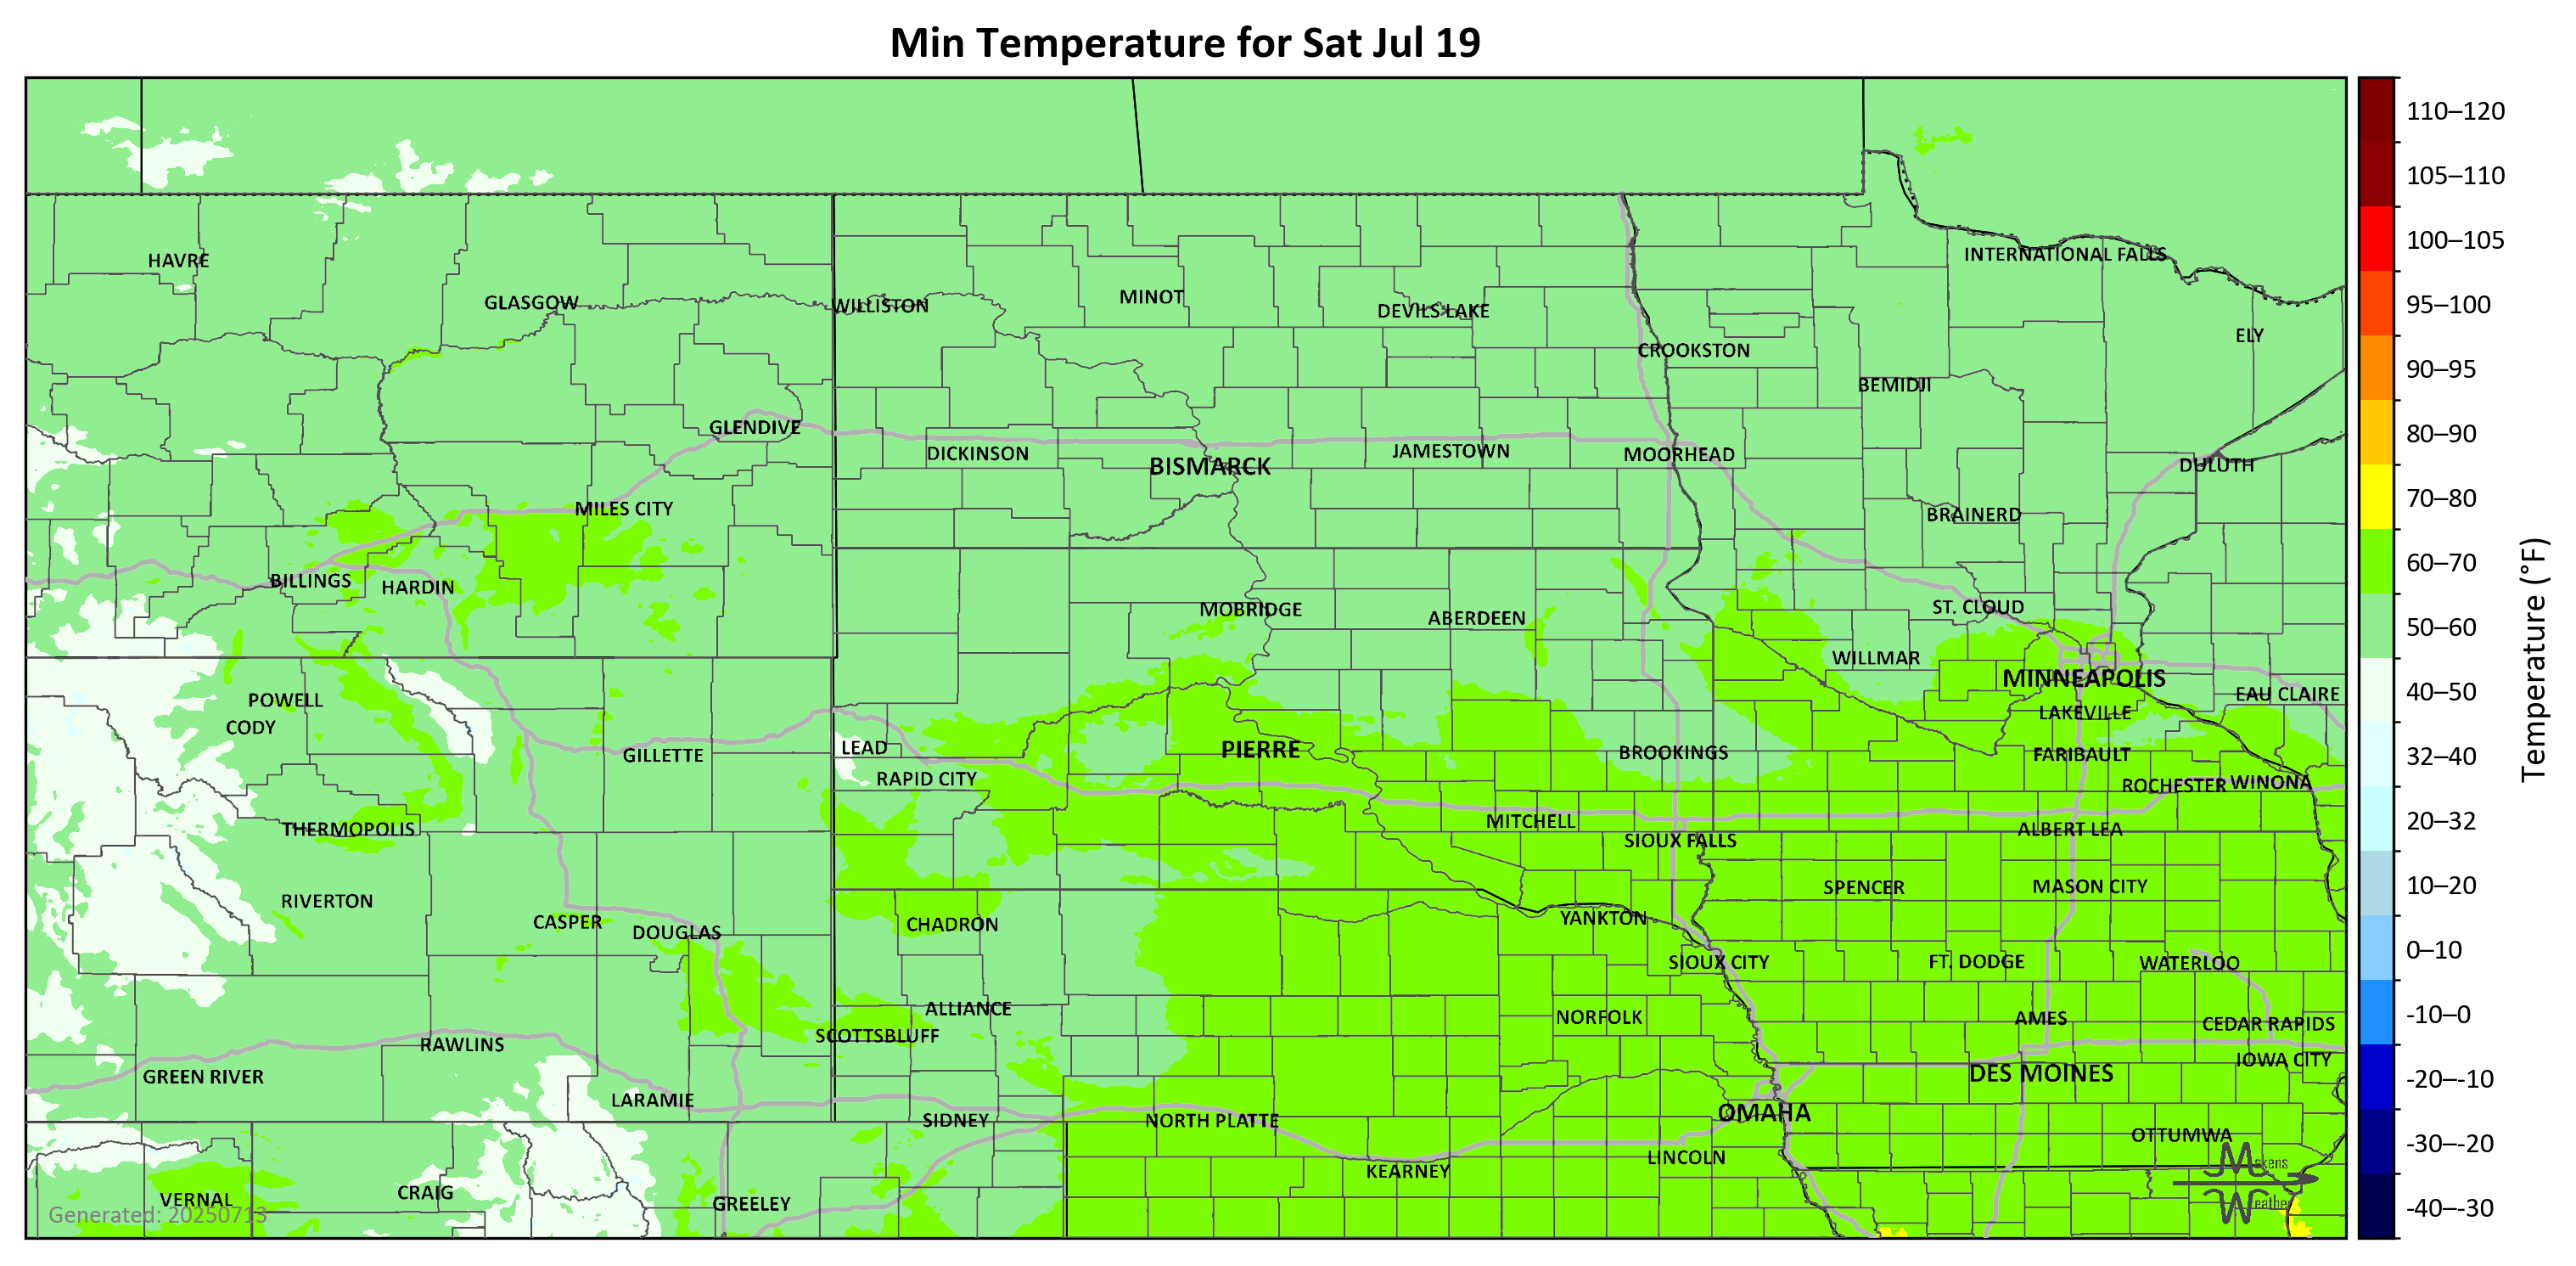 Min Temperature for Sat Jul 19
110–120
105–110
100–105
95–100
90–95
80–90
70–80
60–70
50–60
40–50
32–40
20–32
10–20
0–10
-10–0
-20–-10
-30–-20
-40–-30
Temperature (°F)
HAVRE
INTERNATIONAL FALLS
GLASGOW
WILLISTON
MINOT
DEVILS LAKE
ELY
CROOKSTON
BEMIDJI
GLENDIVE
DICKINSON
BISMARCK
JAMESTOWN
MOORHEAD
DULUTH
MILES CITY
BRAINERD
BILLINGS
HARDIN
MOBRIDGE
ABERDEEN
ST. CLOUD
WILLMAR
MINNEAPOLIS
POWELL
EAU CLAIRE
CODY
LAKEVILLE
GILLETTE
LEAD
PIERRE
BROOKINGS
FARIBAULT
RAPID CITY
ROCHESTER
WINONA
THERMOPOLIS
MITCHELL
ALBERT LEA
SIOUX FALLS
RIVERTON
SPENCER
MASON CITY
CASPER
DOUGLAS
CHADRON
YANKTON
SIOUX CITY
FT. DODGE
WATERLOO
ALLIANCE
NORFOLK
AMES
CEDAR RAPIDS
SCOTTSBLUFF
RAWLINS
IOWA CITY
GREEN RIVER
DES MOINES
LARAMIE
SIDNEY
NORTH PLATTE
OMAHA
OTTUMWA
LINCOLN
KEARNEY
Makens
VERNAL
CRAIG
GREELEY
Weather
Generated: 20250713